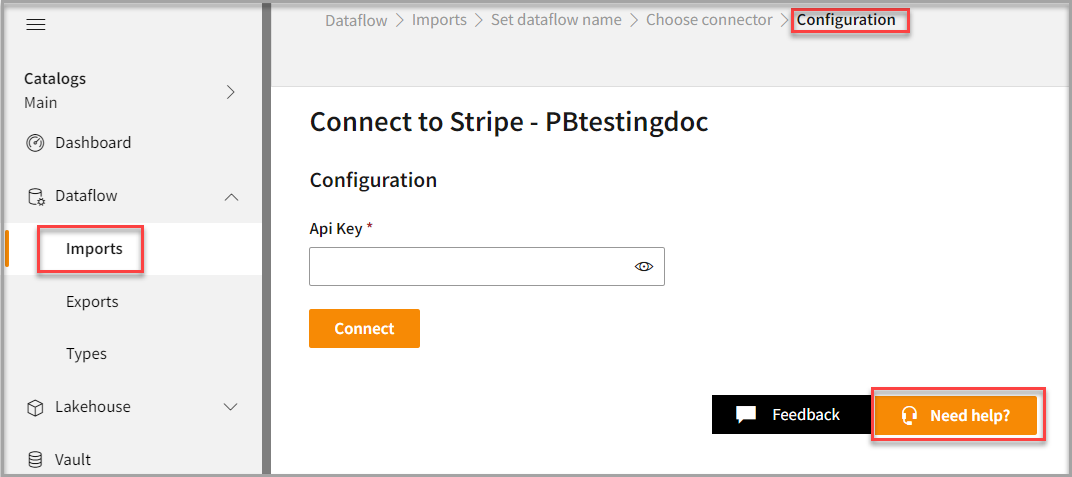 Dataflow > Imports > Set dataflow name > Choose connector > Configuration
Catalogs
Main
Dashboard
Dataflow
Imports
Exports
Types
Lakehouse
Vault
Connect to Stripe - PBtestingdoc
Configuration
Api Key *
Connect
Feedback
Need help?